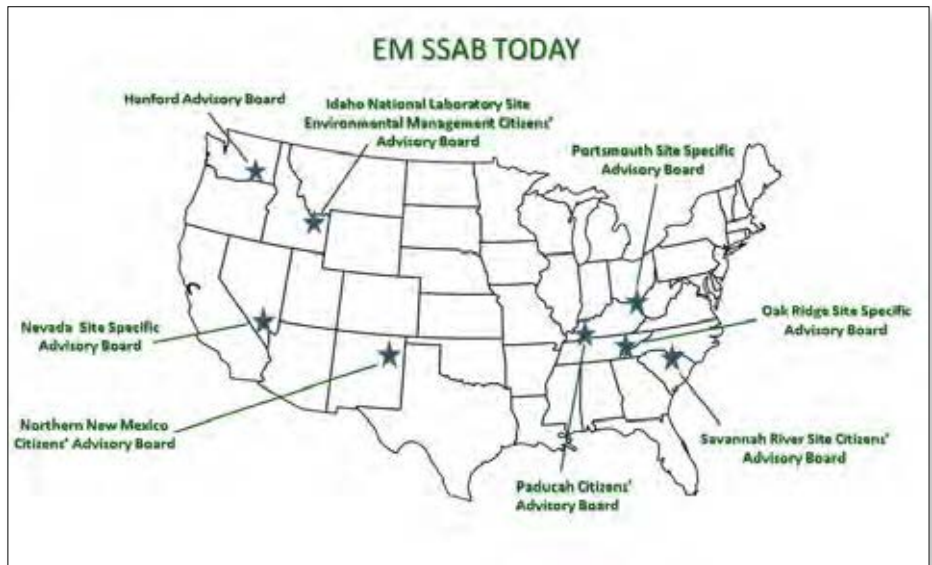 EM SSAB TODAY
Hanford Advisory Board
Idaho National Laboratory Site
Environmental Management Citizens'
Advisory Board
Portsmouth Site Specific
Advisory Board
Nevada Site Specific
Advisory Board
Oak Ridge Site Specific
Advisory Board
Northern New Mexico
Citizens' Advisory Board
Savannah River Site Citizens'
Advisory Board
Paducah Citizens'
Advisory Board